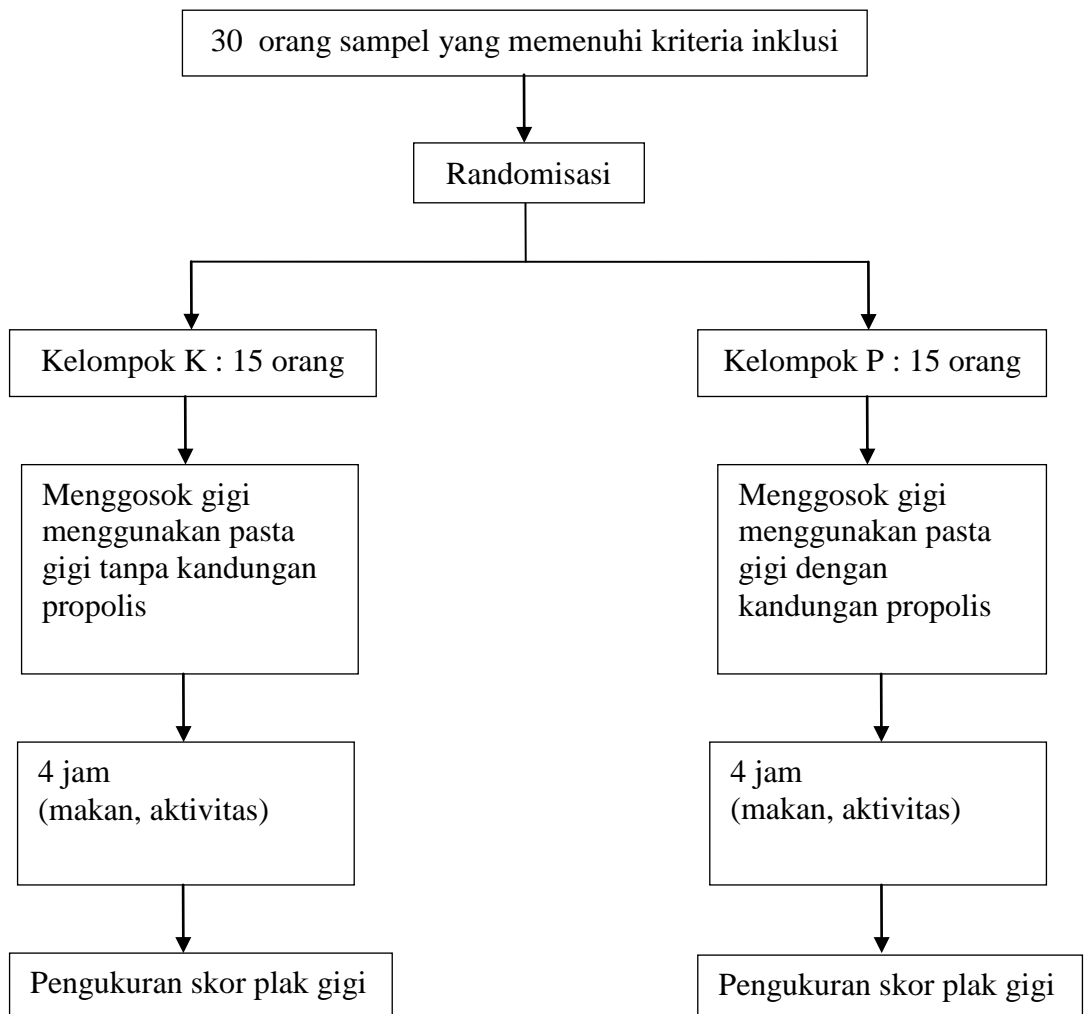 30 orang sampel yang memenuhi kriteria inklusi
Randomisasi
Kelompok K : 15 orang
Kelompok P : 15 orang
Menggosok gigi
menggunakan pasta
gigi tanpa kandungan
propolis
Menggosok gigi
menggunakan pasta
gigi dengan
kandungan propolis
4 jam
(makan, aktivitas)
4 jam
(makan, aktivitas)
Pengukuran skor plak gigi
Pengukuran skor plak gigi